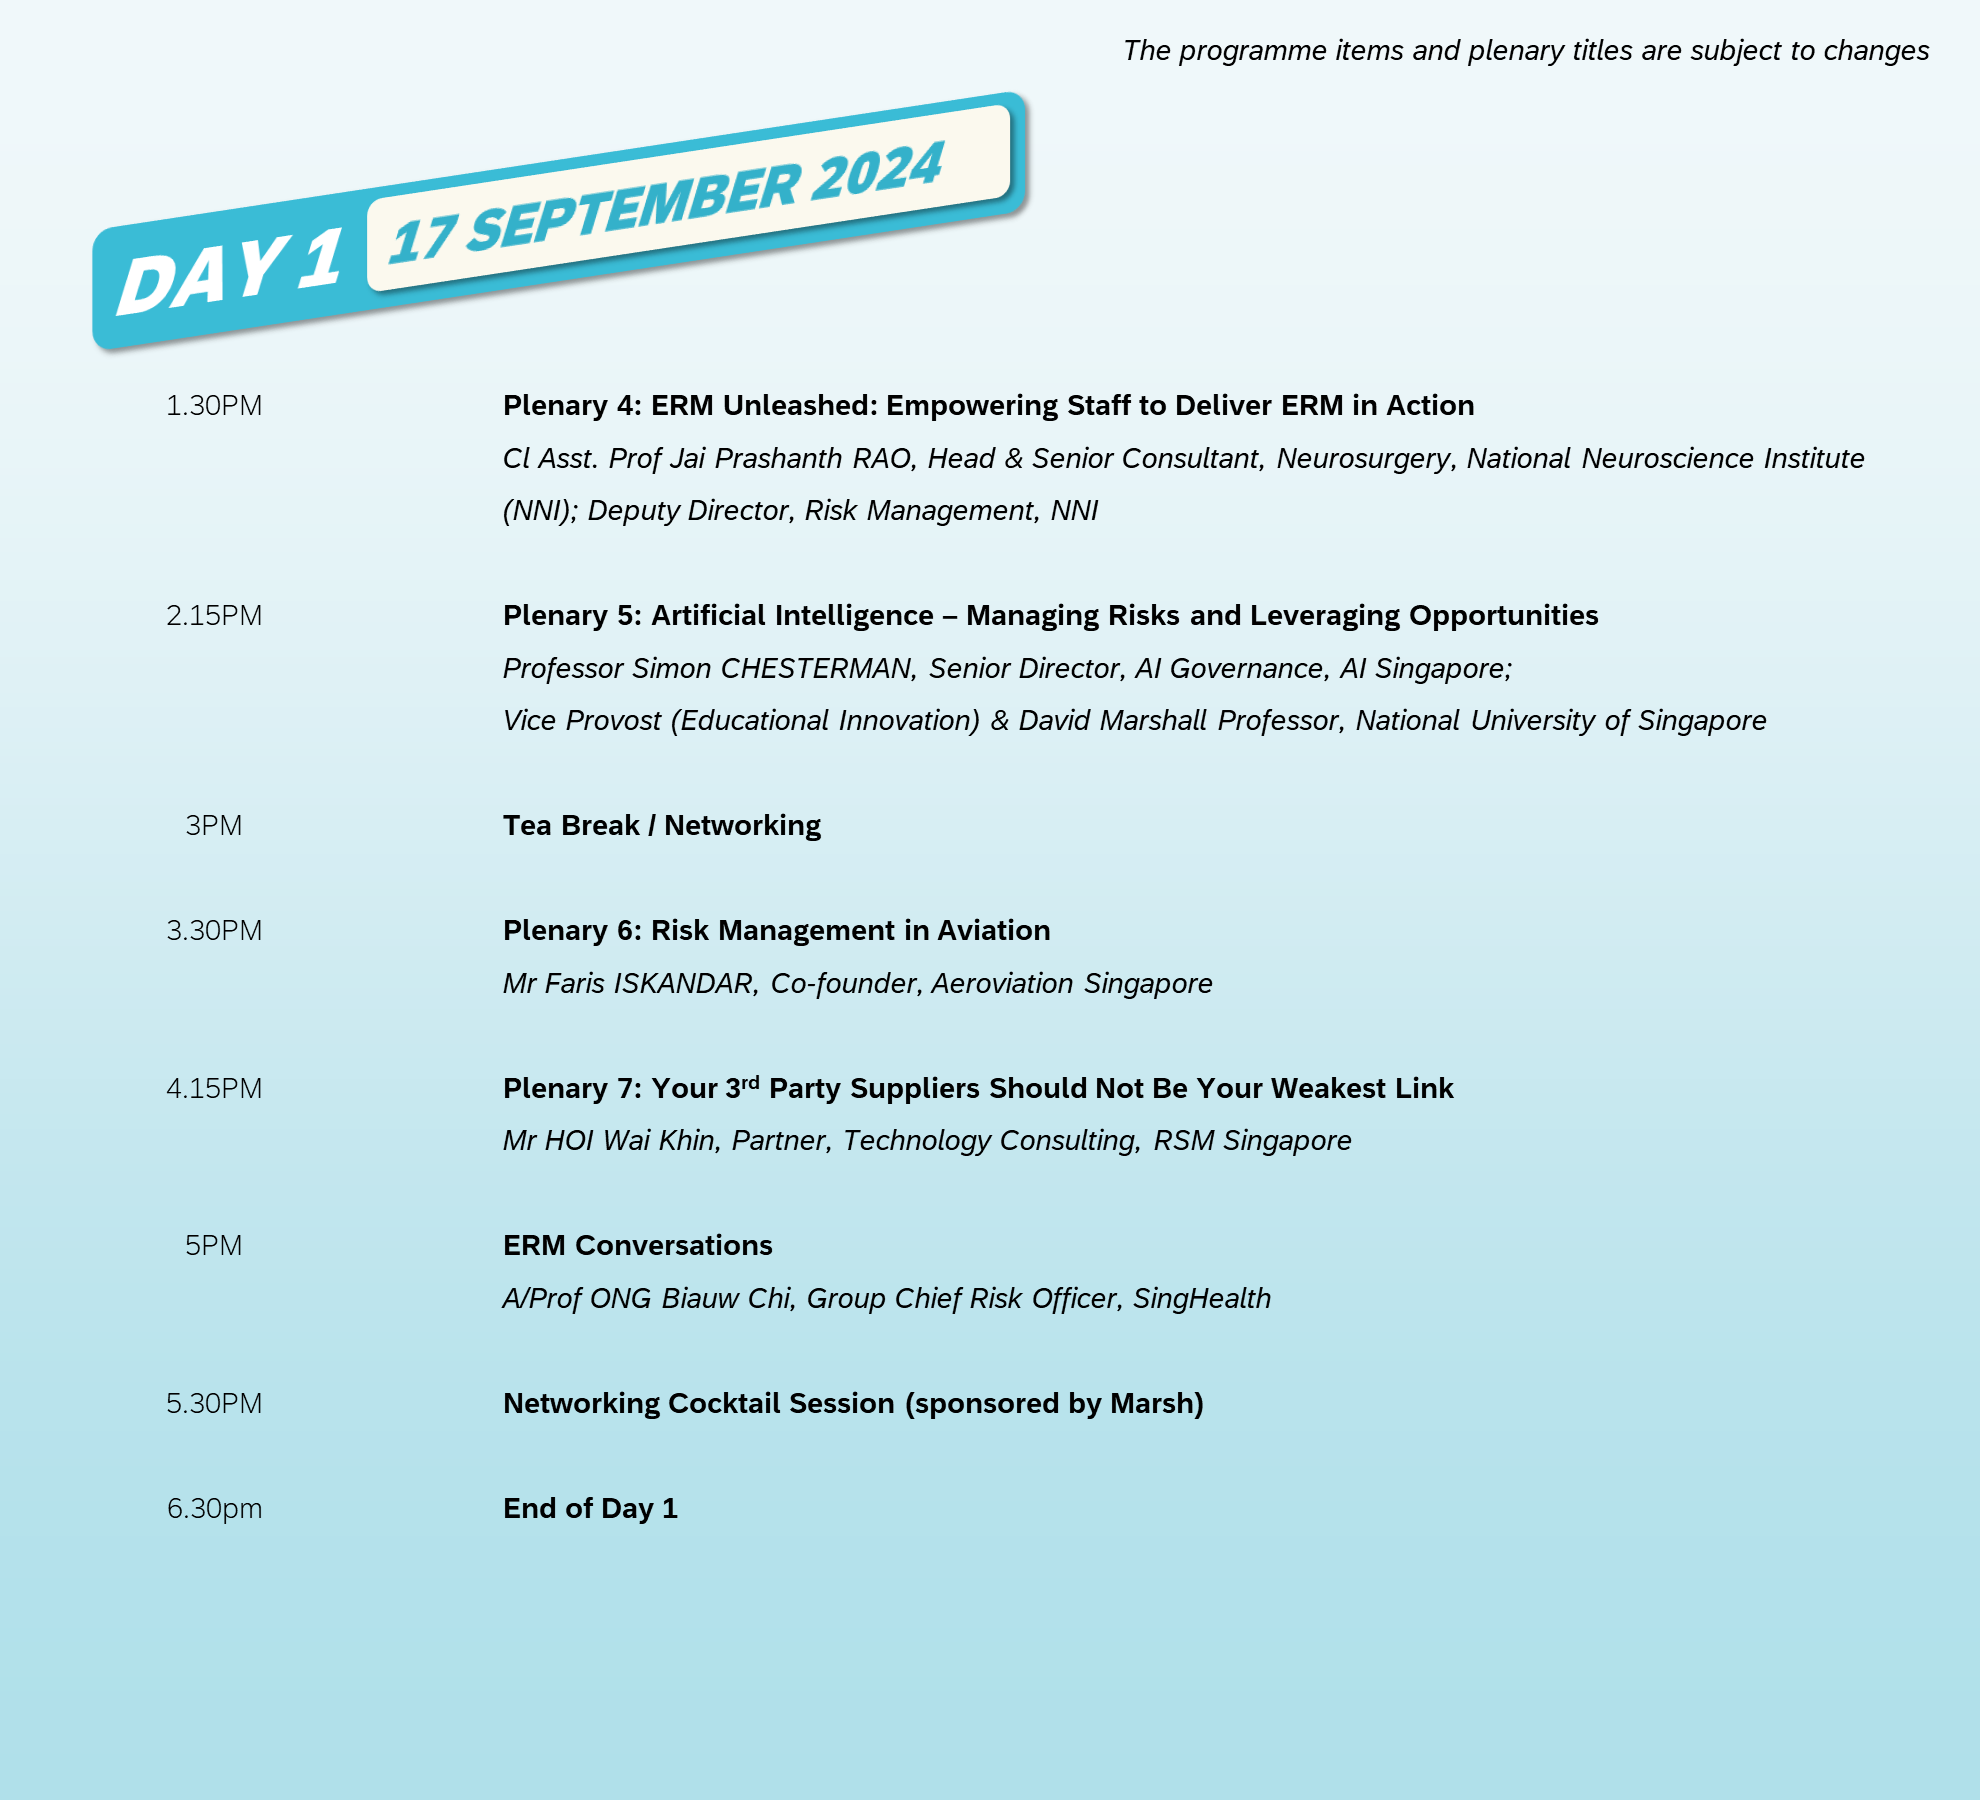 The programme items and plenary titles are subject to changes
DAY 1 17 SEPTEMBER 2024
1.30PM Plenary 4: ERM Unleashed: Empowering Staff to Deliver ERM in Action
Cl Asst. Prof Jai Prashanth RAO, Head & Senior Consultant, Neurosurgery, National Neuroscience Institute
(NNI); Deputy Director, Risk Management, NNI
2.15PM Plenary 5: Artificial Intelligence – Managing Risks and Leveraging Opportunities
Professor Simon CHESTERMAN, Senior Director, AI Governance, AI Singapore;
Vice Provost (Educational Innovation) & David Marshall Professor, National University of Singapore
3PM Tea Break / Networking
3.30PM Plenary 6: Risk Management in Aviation
Mr Faris ISKANDAR, Co-founder, Aeroviation Singapore
4.15PM Plenary 7: Your 3rd Party Suppliers Should Not Be Your Weakest Link
Mr HOI Wai Khin, Partner, Technology Consulting, RSM Singapore
5PM ERM Conversations
A/Prof ONG Biauw Chi, Group Chief Risk Officer, SingHealth
5.30PM Networking Cocktail Session (sponsored by Marsh)
6.30pm End of Day 1